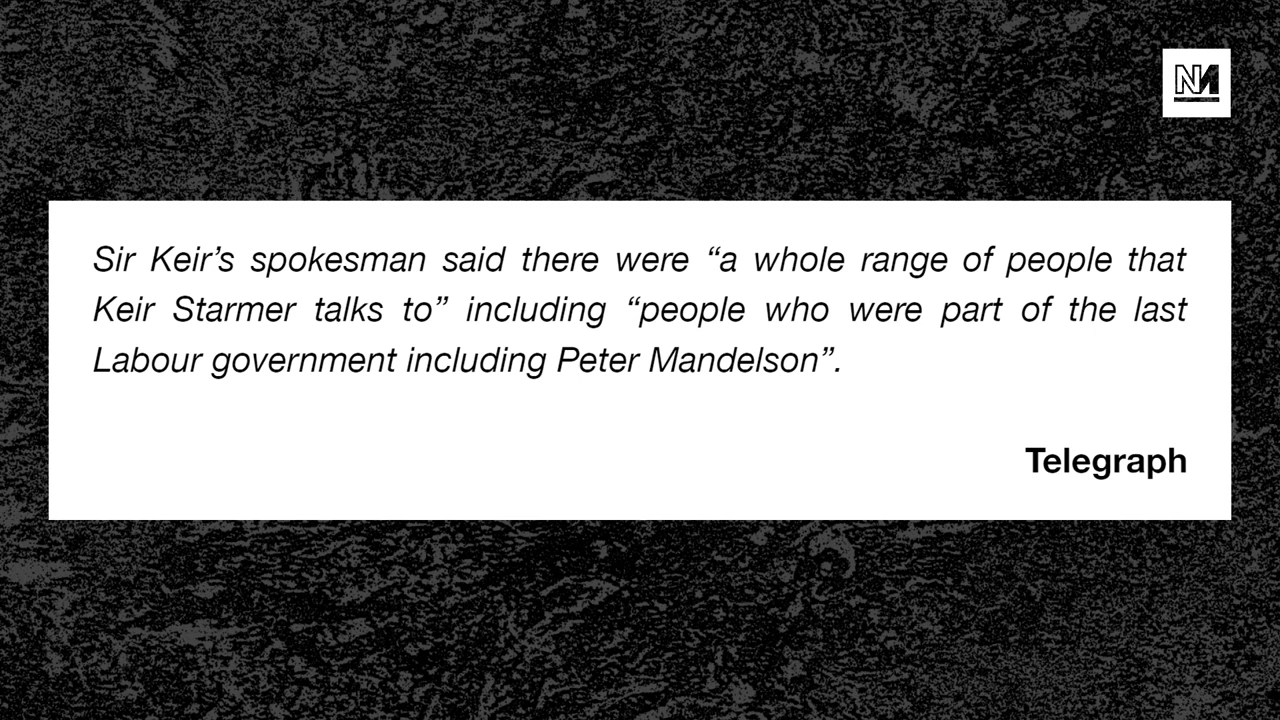 NM
Sir Keir’s spokesman said there were “a whole range of people that
Keir Starmer talks to” including “people who were part of the last
Labour government including Peter Mandelson”.
Telegraph